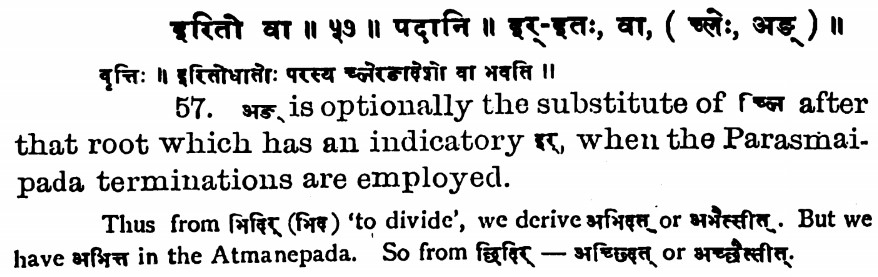 इरितो वा ॥ ५७ ॥ पदानि ॥ इर्-इतः, वा, ( च्लेः, अङ् ) ॥
वृत्तिः ॥ इरितोधातोः परस्य च्लेरङादेशो वा भवति ॥
57. अङ् is optionally the substitute of च्लि after
that root which has an indicatory इर्, when the Parasmai-
pada terminations are employed.
Thus from भिदिर् (भिद) 'to divide', we derive अभिदत् or अभैत्सीत्. But we
have अभित्त in the Atmanepada. So from छिदिर् — अच्छिदत् or अच्छैत्सीत्.